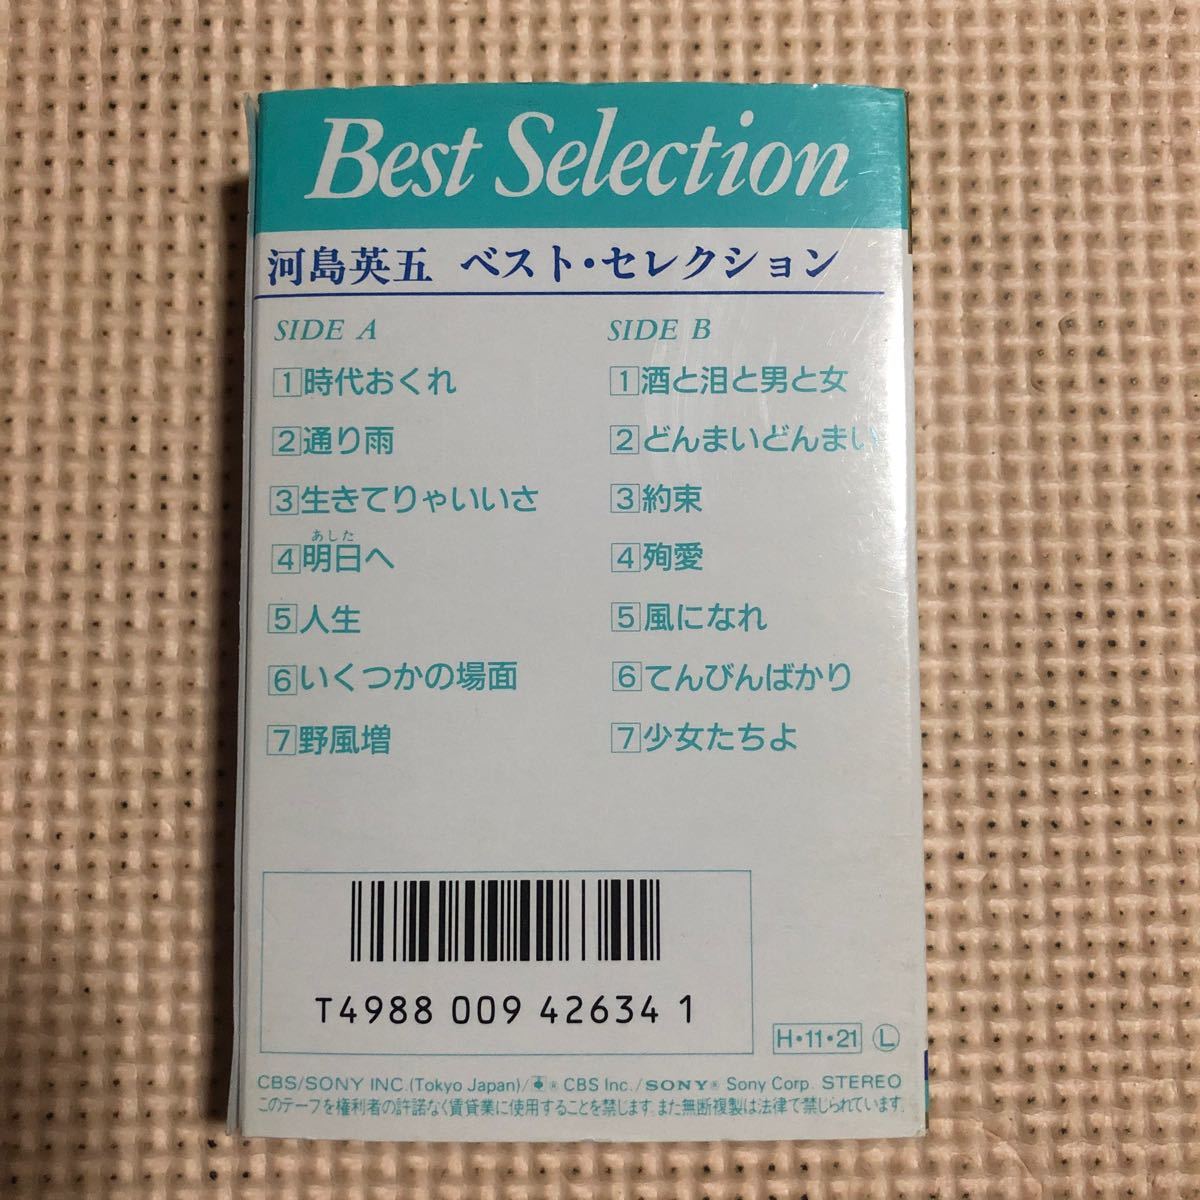 Best Selection
河島英五 ベスト・セレクション
SIDE A
1 時代おくれ
2 通り雨
3 生きてりゃいいさ
あした
4 明日へ
5 人生
6 いくつかの場面
7 野風増
SIDE B
1 酒と泪と男と女
2 どんまいどんまい
3 約束
4 殉愛
5 風になれ
6 てんびんばかり
7 少女たちよ
T4988 009 42634 1
H・11・21 Ⓛ
CBS/SONY INC.(Tokyo Japan)/® CBS Inc./SONY® Sony Corp. STEREO
このテープを権利者の許諾なく賃貸業に使用することを禁じます。また無断複製は法律で禁じられています。